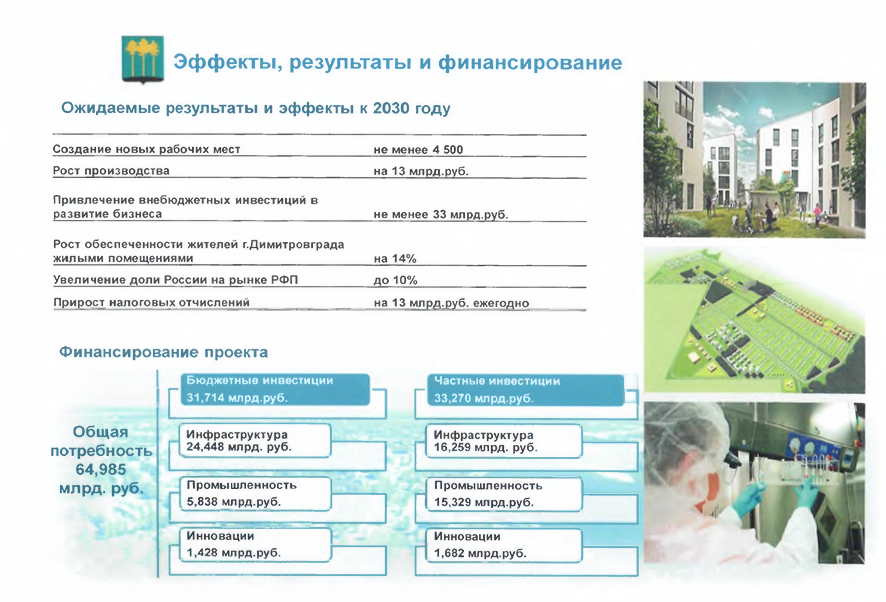 Эффекты, результаты и финансирование
Ожидаемые результаты и эффекты к 2030 году
Создание новых рабочих мест не менее 4 500
Рост производства на 13 млрд.руб.
Привлечение внебюджетных инвестиций в
развитие бизнеса не менее 33 млрд.руб.
Рост обеспеченности жителей г.Димитровграда
жилыми помещениями на 14%
Увеличение доли России на рынке РФП до 10%
Прирост налоговых отчислений на 13 млрд.руб. ежегодно
Финансирование проекта
Общая
потребность
64,985
млрд. руб.
Бюджетные инвестиции
31,714 млрд.руб.
Инфраструктура
24,448 млрд. руб.
Промышленность
5,838 млрд.руб.
Инновации
1,428 млрд.руб.
Частные инвестиции
33,270 млрд.руб.
Инфраструктура
16,259 млрд.руб.
Промышленность
15,329 млрд.руб.
Инновации
1,682 млрд.руб.